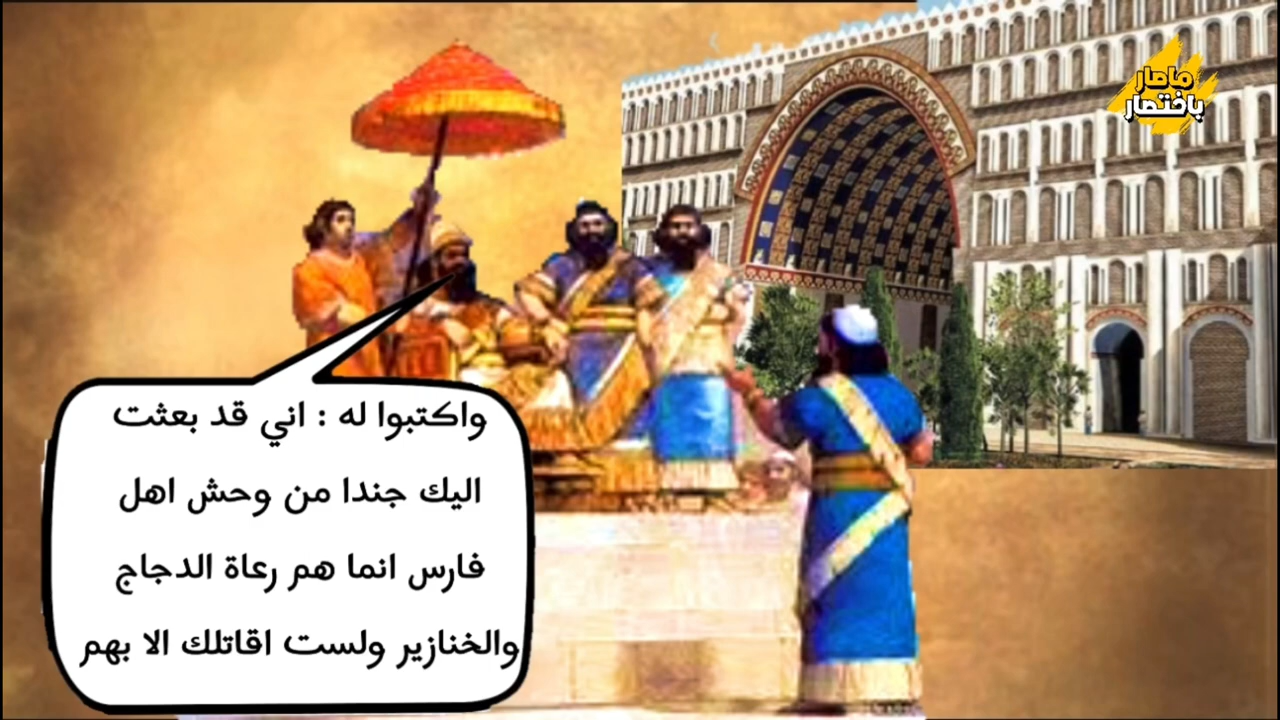 ماصار
باختصار
واكتبوا له : اني قد بعثت
اليك جندا من وحش اهل
فارس انما هم رعاة الدجاج
والخنازير ولست اقاتلك الا بهم